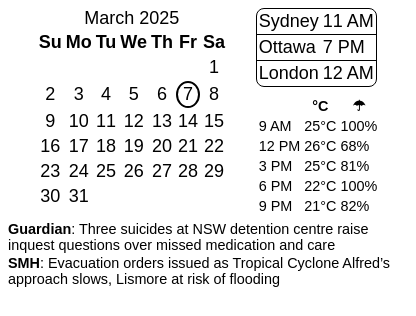 March 2025
Su Mo Tu We Th Fr Sa
1
2 3 4 5 6 7 8
9 10 11 12 13 14 15
16 17 18 19 20 21 22
23 24 25 26 27 28 29
30 31
Sydney 11 AM
Ottawa 7 PM
London 12 AM
°C ☂
9 AM 25°C 100%
12 PM 26°C 68%
3 PM 25°C 81%
6 PM 22°C 100%
9 PM 21°C 82%
Guardian: Three suicides at NSW detention centre raise
inquest questions over missed medication and care
SMH: Evacuation orders issued as Tropical Cyclone Alfred’s
approach slows, Lismore at risk of flooding